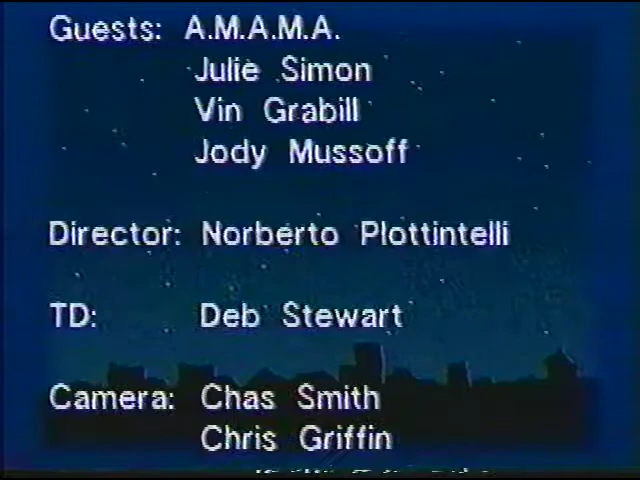 Guests: A.M.A.M.A.
Julie Simon
Vin Grabill
Jody Mussoff
Director: Norberto Plottintelli
TD: Deb Stewart
Camera: Chas Smith
Chris Griffin